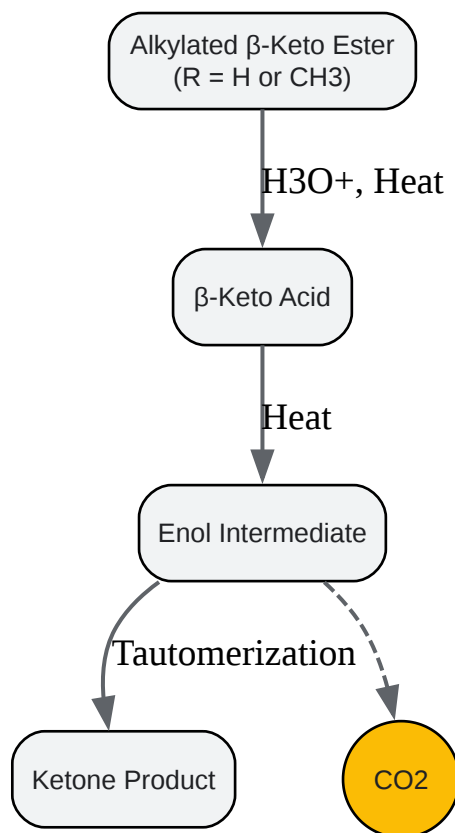 Alkylated β-Keto Ester
(R = H or CH3)
H3O+, Heat
β-Keto Acid
Heat
Enol Intermediate
Tautomerization
Ketone Product
CO2